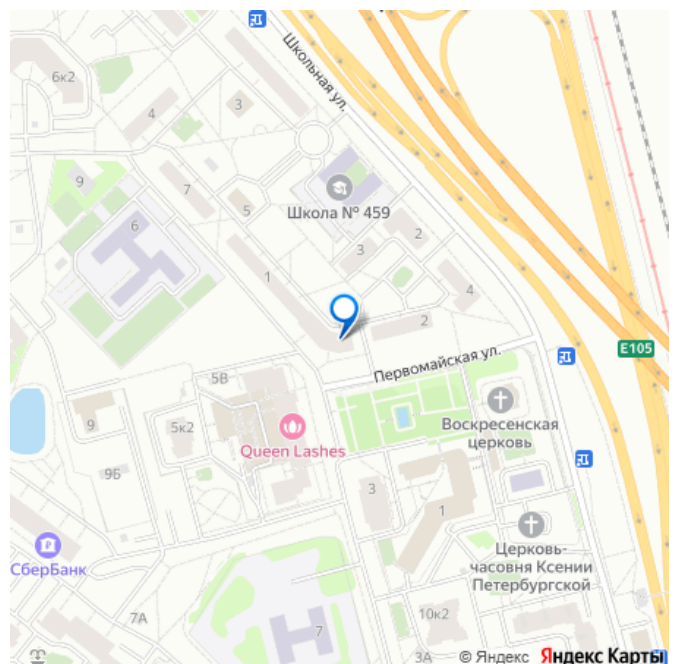 6к2
Школьная ул.
4
3
9
7
5
Школа № 459
6
2
3
1
4
2
E105
Первомайская ул.
5В
9
5к2
Queen Lashes
Воскресенская
церковь
9Б
3
1
СберБанк
Церковь-
часовня Ксении
Петербургской
7А
10к2
7
3А
© Яндекс Яндекс Карты